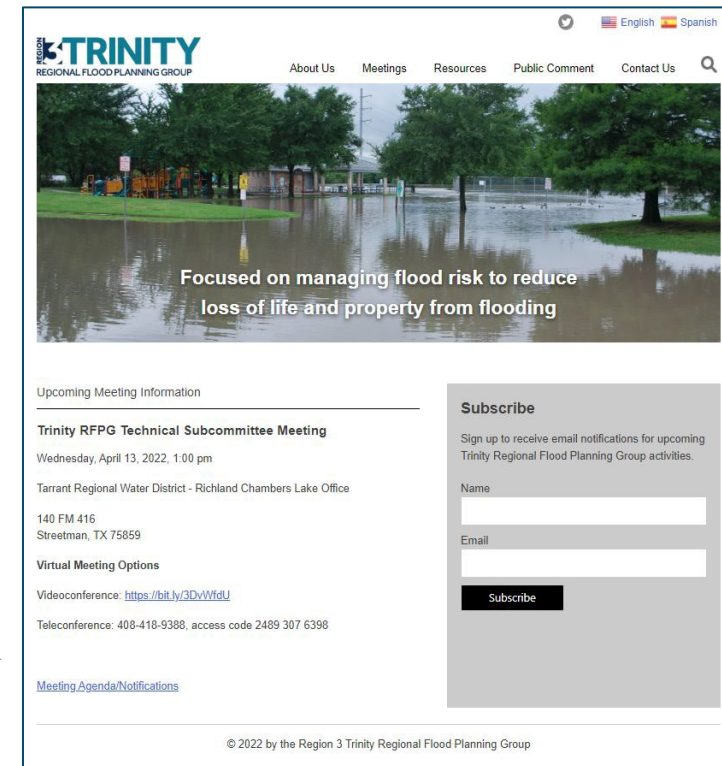 English Spanish
REGION 3 TRINITY
REGIONAL FLOOD PLANNING GROUP
About Us Meetings Resources Public Comment Contact Us
Focused on managing flood risk to reduce
loss of life and property from flooding
Upcoming Meeting Information
Trinity RFPG Technical Subcommittee Meeting
Wednesday, April 13, 2022, 1:00 pm
Tarrant Regional Water District - Richland Chambers Lake Office
140 FM 416
Streetman, TX 75859
Virtual Meeting Options
Videoconference: https://bit.ly/3DvWfdU
Teleconference: 408-418-9388, access code 2489 307 6398
Meeting Agenda/Notifications
Subscribe
Sign up to receive email notifications for upcoming
Trinity Regional Flood Planning Group activities.
Name
Email
Subscribe
© 2022 by the Region 3 Trinity Regional Flood Planning Group